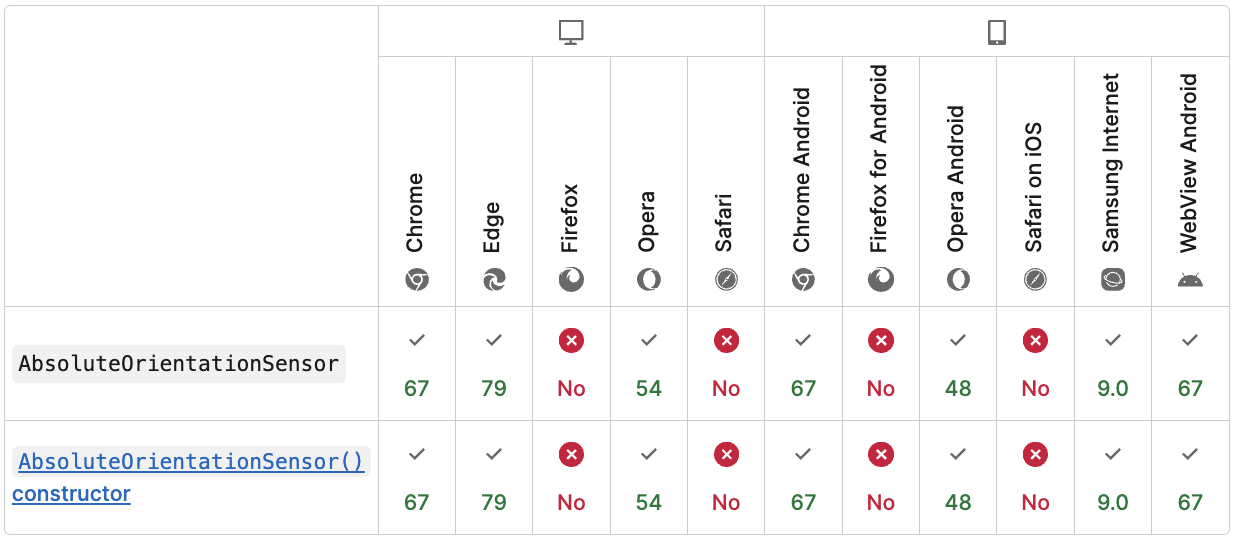 Chrome
Edge
Firefox
Opera
Safari
Chrome Android
Firefox for Android
Opera Android
Safari on iOS
Samsung Internet
WebView Android
AbsoluteOrientationSensor
67 79 No 54 No 67 No 48 No 9.0 67
AbsoluteOrientationSensor()
constructor
67 79 No 54 No 67 No 48 No 9.0 67